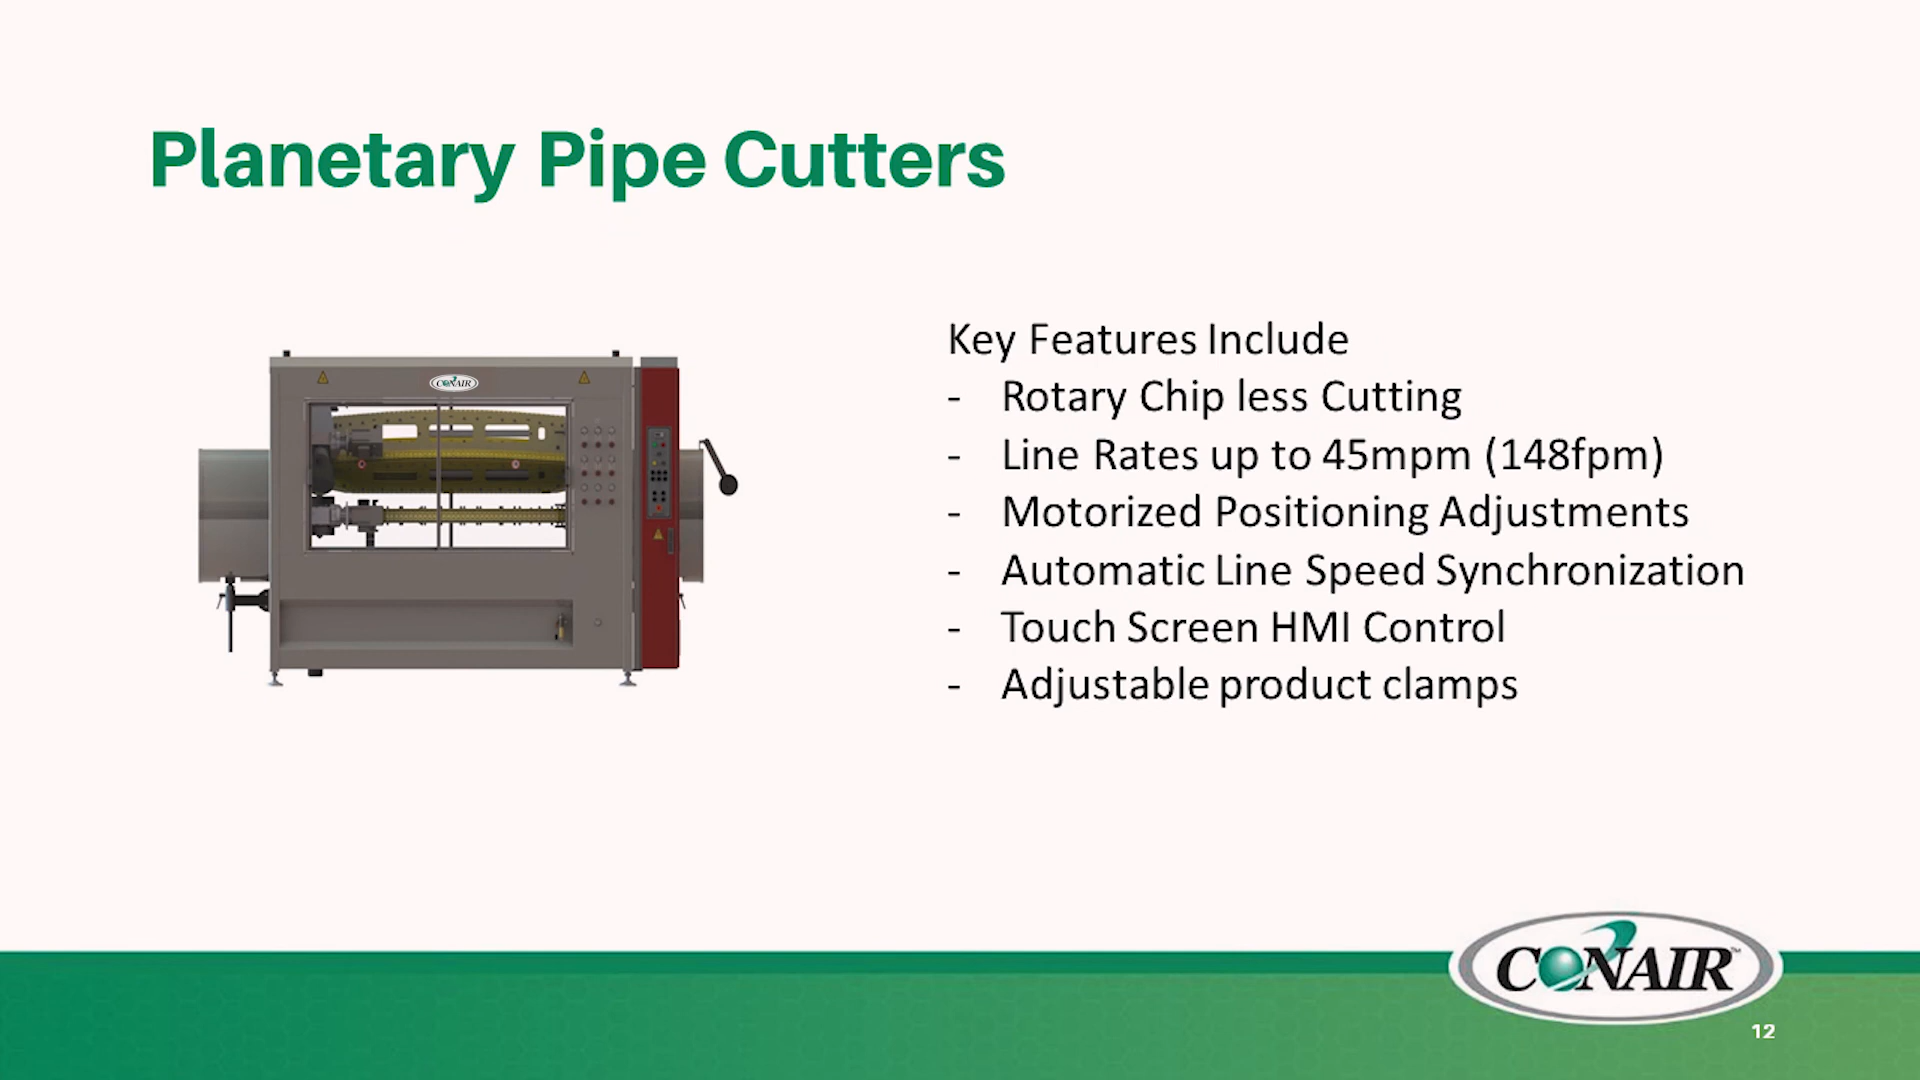 Planetary Pipe Cutters
CONAIR
Key Features Include
- Rotary Chip less Cutting
- Line Rates up to 45mpm (148fpm)
- Motorized Positioning Adjustments
- Automatic Line Speed Synchronization
- Touch Screen HMI Control
- Adjustable product clamps
CONAIR™
12